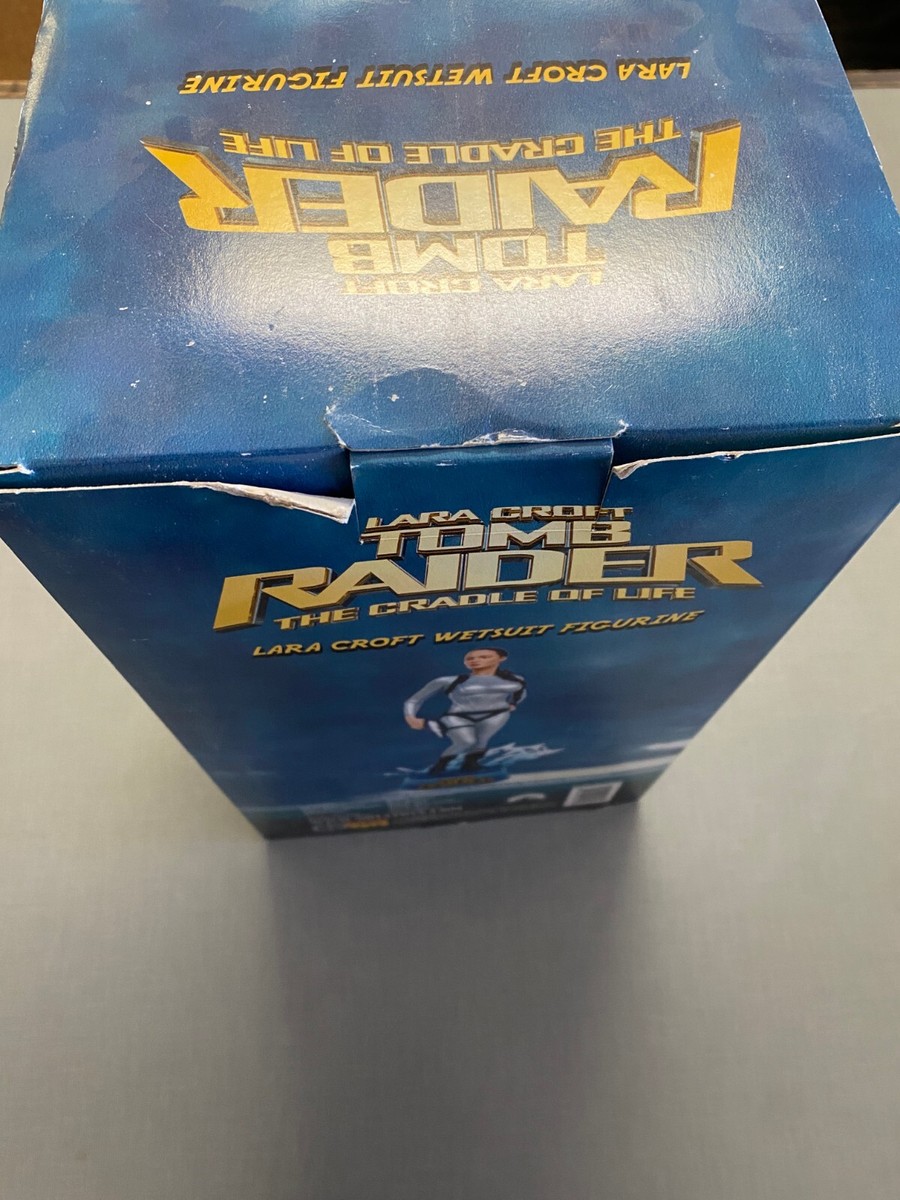 LARA CROFT WETSUIT FIGURINE
THE CRADLE OF LIFE
RAIDER
TOMB
LARA CROFT
LARA CROFT
TOMB
RAIDER
THE CRADLE OF LIFE
LARA CROFT WETSUIT FIGURINE